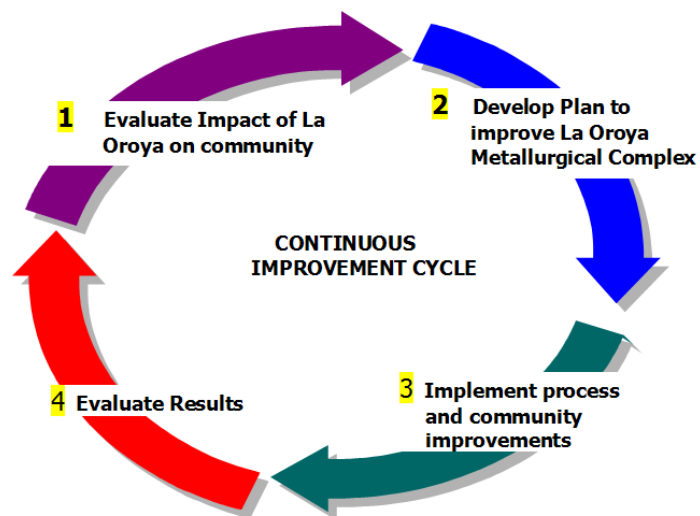 1 Evaluate Impact of La
Oroya on community
2 Develop Plan to
improve La Oroya
Metallurgical Complex
CONTINUOUS
IMPROVEMENT CYCLE
3 Implement process
and community
improvements
4 Evaluate Results